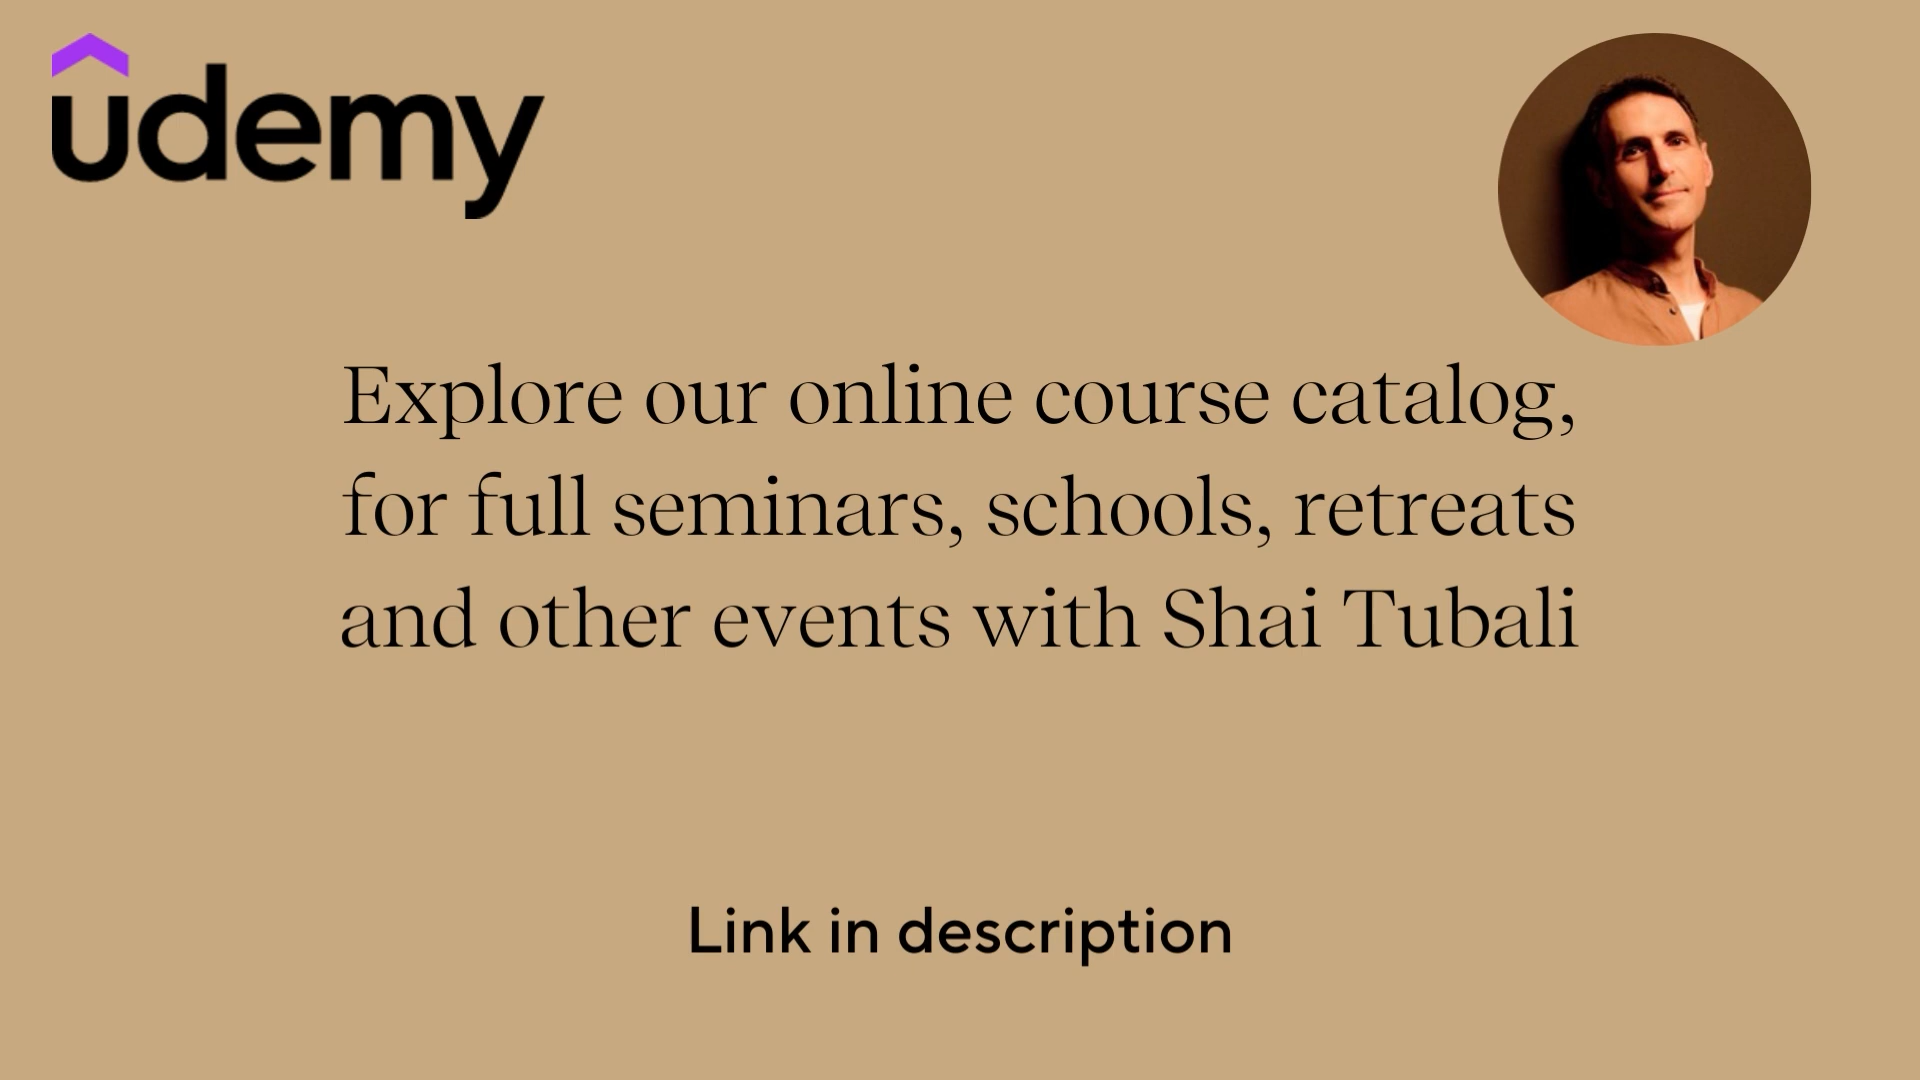 udemy
Explore our online course catalog,
for full seminars, schools, retreats
and other events with Shai Tubali
Link in description